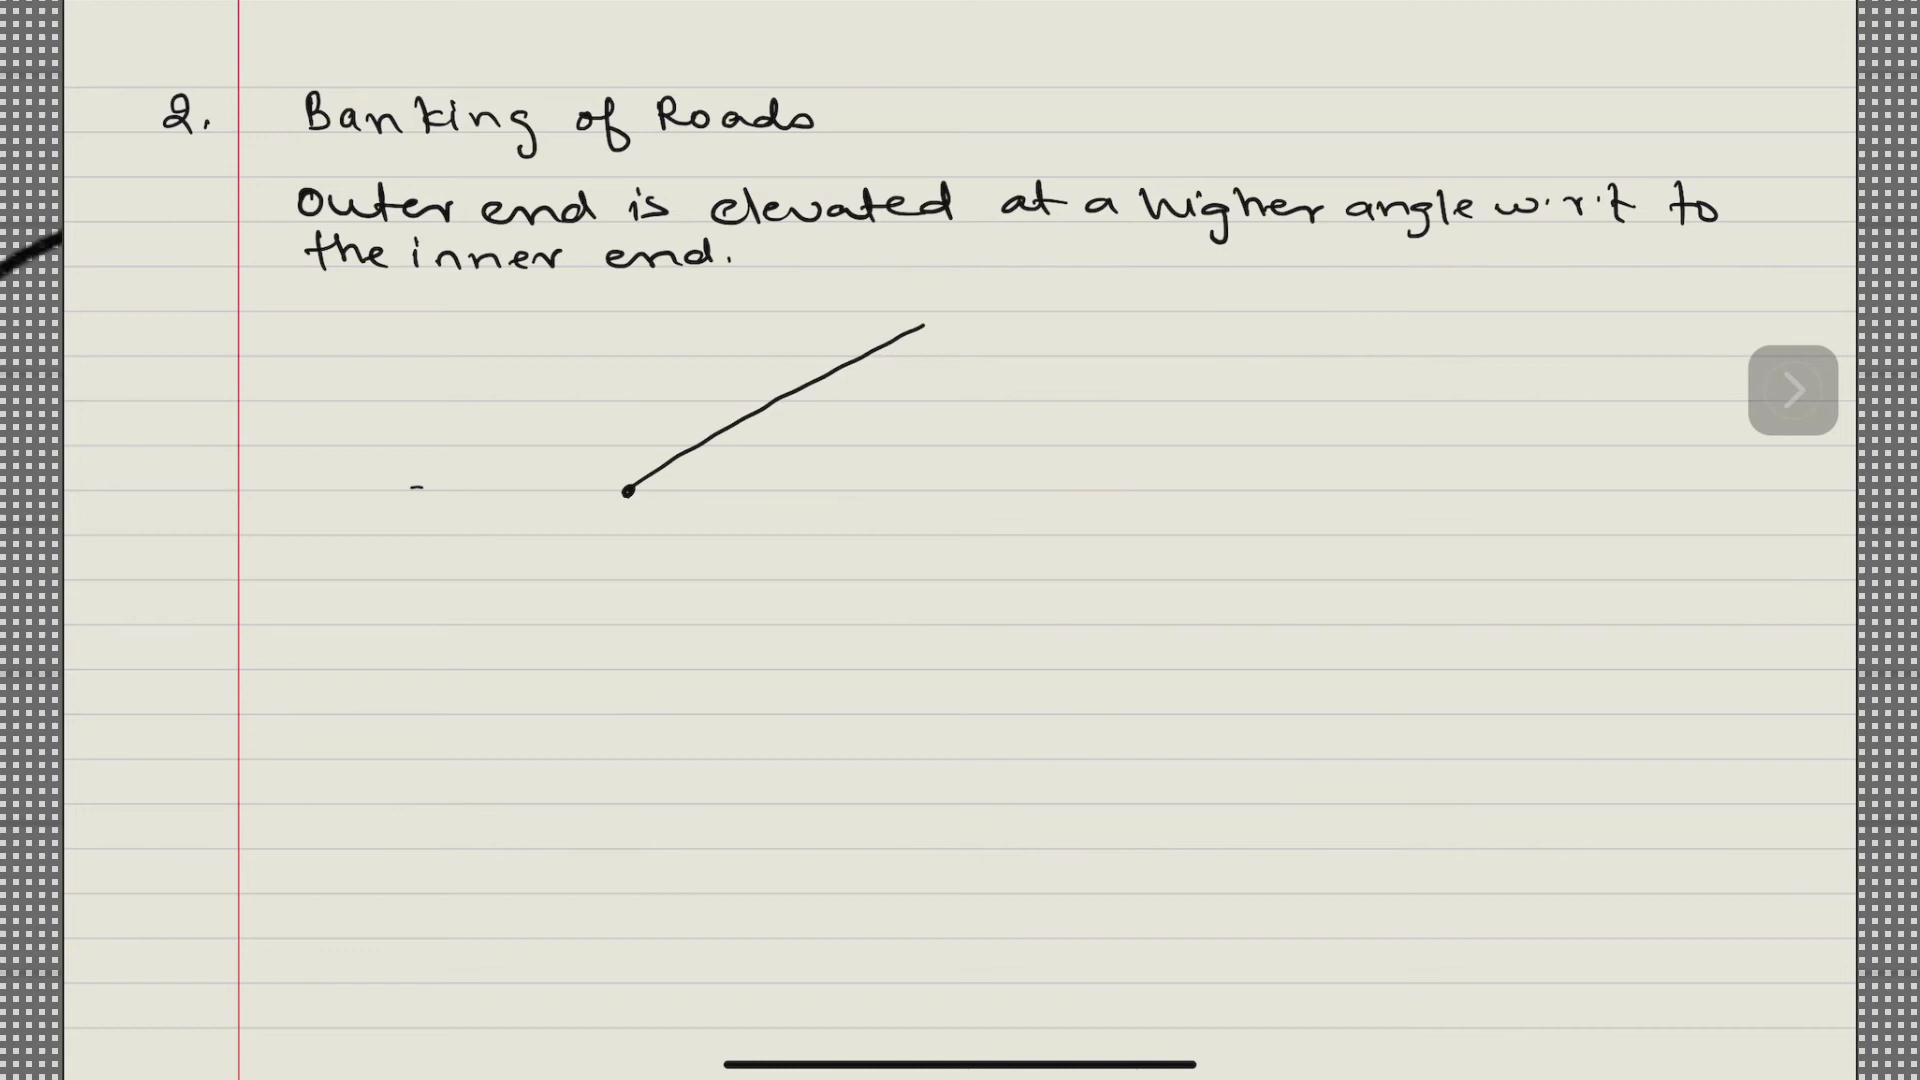 2. Banking of Roads
Outer end is elevated at a higher angle w.r.t to
the inner end.